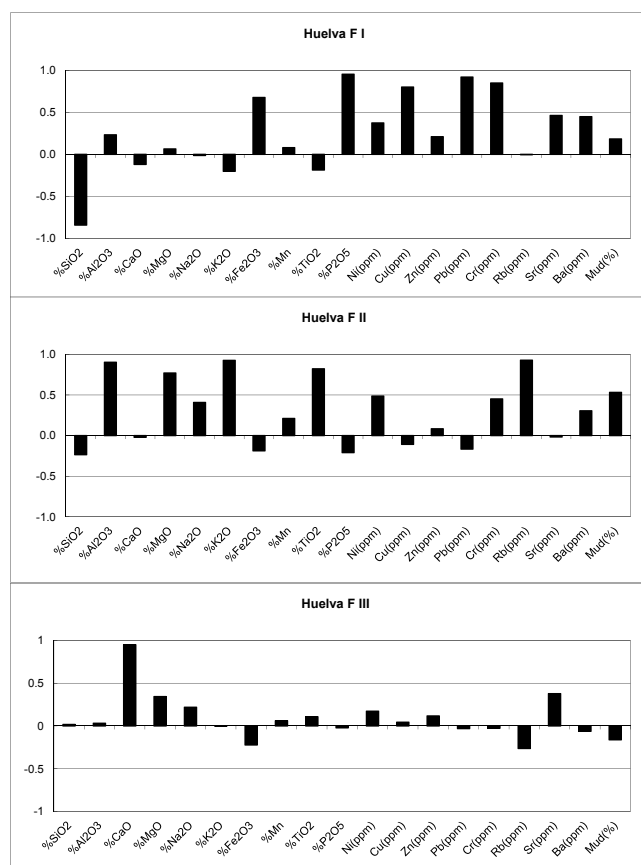 Huelva F I
1.0
0.5
0.0
-0.5
-1.0
%SiO2 %Al2O3 %CaO %MgO %Na2O %K2O %Fe2O3 %Mn %TiO2 %P2O5 Ni(ppm) Cu(ppm) Zn(ppm) Pb(ppm) Cr(ppm) Rb(ppm) Sr(ppm) Ba(ppm) Mud(%)
Huelva F II
1.0
0.5
0.0
-0.5
-1.0
%SiO2 %Al2O3 %CaO %MgO %Na2O %K2O %Fe2O3 %Mn %TiO2 %P2O5 Ni(ppm) Cu(ppm) Zn(ppm) Pb(ppm) Cr(ppm) Rb(ppm) Sr(ppm) Ba(ppm) Mud(%)
Huelva F III
1
0.5
0
-0.5
-1
%SiO2 %Al2O3 %CaO %MgO %Na2O %K2O %Fe2O3 %Mn %TiO2 %P2O5 Ni(ppm) Cu(ppm) Zn(ppm) Pb(ppm) Cr(ppm) Rb(ppm) Sr(ppm) Ba(ppm) Mud(%)